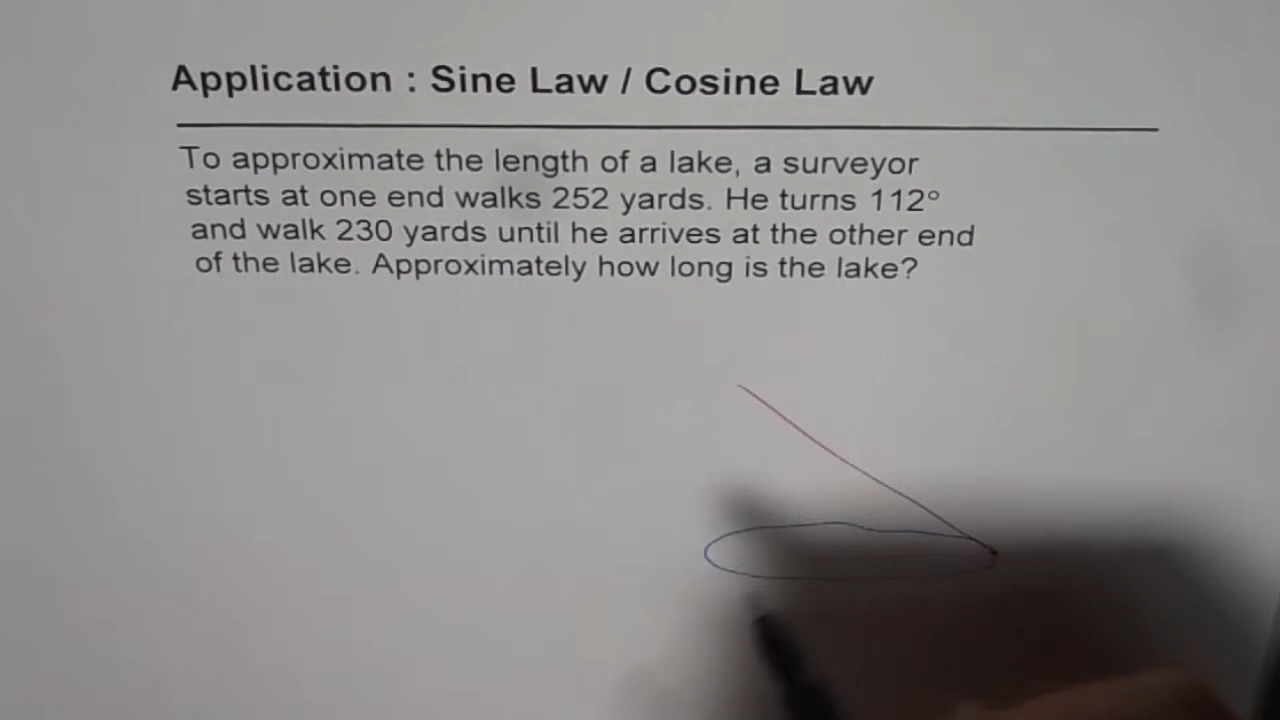 Application : Sine Law / Cosine Law
To approximate the length of a lake, a surveyor
starts at one end walks 252 yards. He turns 112°
and walk 230 yards until he arrives at the other end
of the lake. Approximately how long is the lake?